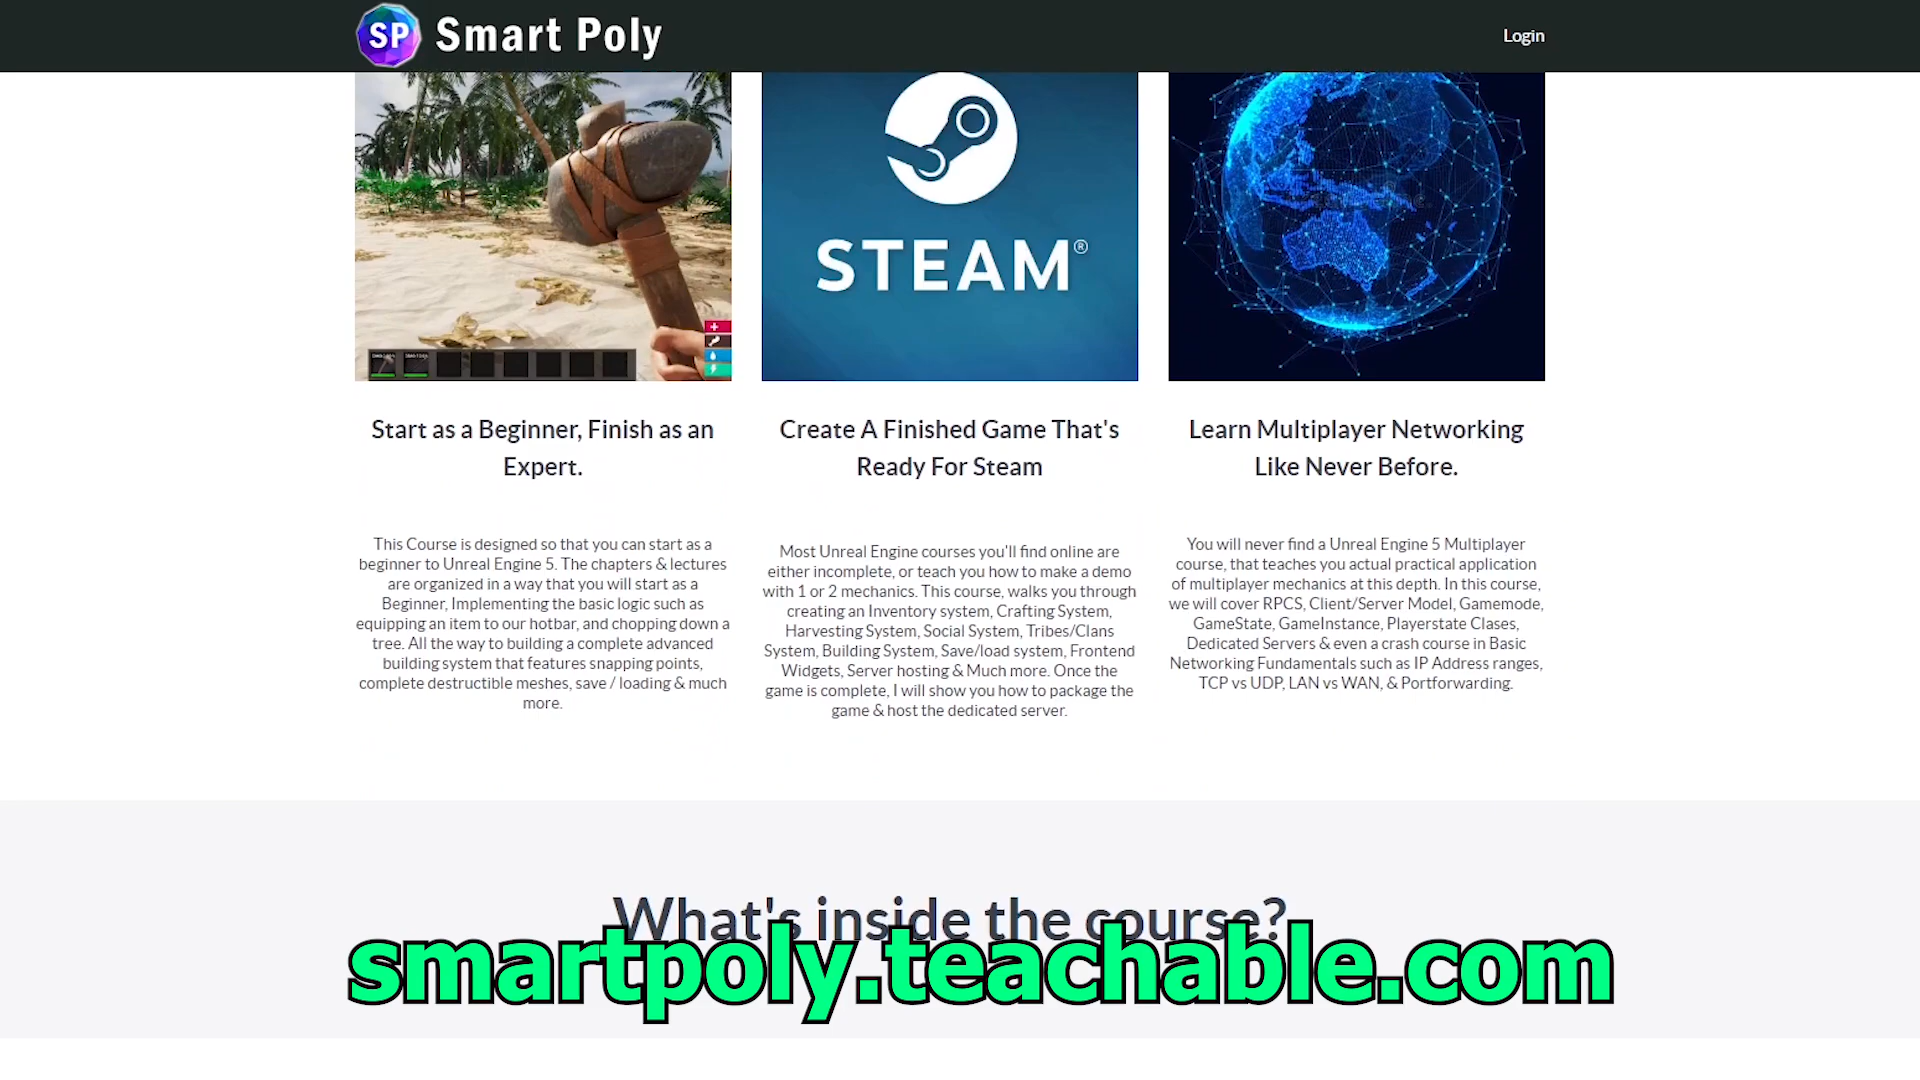 SP Smart Poly
Login
STEAM®
Start as a Beginner, Finish as an
Expert.
This Course is designed so that you can start as a
beginner to Unreal Engine 5. The chapters & lectures
are organized in a way that you will start as a
Beginner, Implementing the basic logic such as
equipping an item to our hotbar, and chopping down a
tree. All the way to building a complete advanced
building system that features snapping points,
complete destructible meshes, save / loading & much
more.
Create A Finished Game That's
Ready For Steam
Most Unreal Engine courses you'll find online are
either incomplete, or teach you how to make a demo
with 1 or 2 mechanics. This course, walks you through
creating an Inventory system, Crafting System,
Harvesting System, Social System, Tribes/Clans
System, Building System, Save/load system, Frontend
Widgets, Server hosting & Much more. Once the
game is complete, I will show you how to package the
game & host the dedicated server.
Learn Multiplayer Networking
Like Never Before.
You will never find a Unreal Engine 5 Multiplayer
course, that teaches you actual practical application
of multiplayer mechanics at this depth. In this course,
we will cover RPCS, Client/Server Model, Gamemode,
GameState, GameInstance, Playerstate Clases,
Dedicated Servers & even a crash course in Basic
Networking Fundamentals such as IP Address ranges,
TCP vs UDP, LAN vs WAN, & Portforwarding.
What's inside the course?
smartpoly.teachable.com